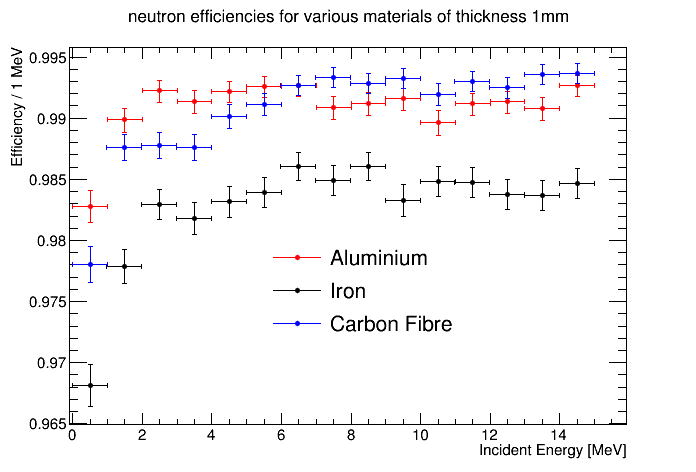 neutron efficiencies for various materials of thickness 1mm
Efficiency / 1 MeV
0.995
0.99
0.985
0.98
0.975
0.97
0.965
Aluminium
Iron
Carbon Fibre
0 2 4 6 8 10 12 14
Incident Energy [MeV]